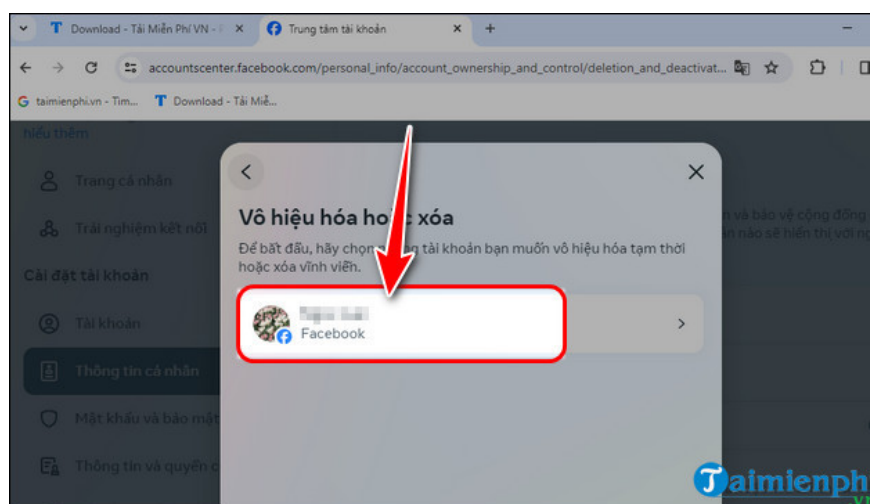 Download - Tải Miễn Phí VN - F
Trung tâm tài khoản
accountscenter.facebook.com/personal_info/account_ownership_and_control/deletion_and_deactivat...
taimienphi.vn - Tìm...
Download - Tải Miễ...
hiểu thêm
Trang cá nhân
Trải nghiệm kết nối
Cài đặt tài khoản
Tài khoản
Thông tin cá nhân
Mật khẩu và bảo mật
Thông tin và quyền c
Vô hiệu hóa hoặc xóa
Để bắt đầu, hãy chọn tài khoản bạn muốn vô hiệu hóa tạm thời
hoặc xóa vĩnh viễn.
Facebook
n và bảo vệ cộng đồng
n nào sẽ hiển thị với ng
Taimienph
.vn